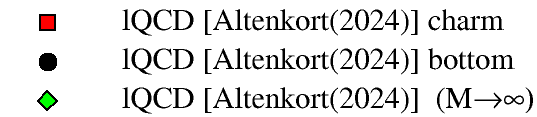 lQCD [Altenkort(2024)] charm
lQCD [Altenkort(2024)] bottom
lQCD [Altenkort(2024)] (M→∞)